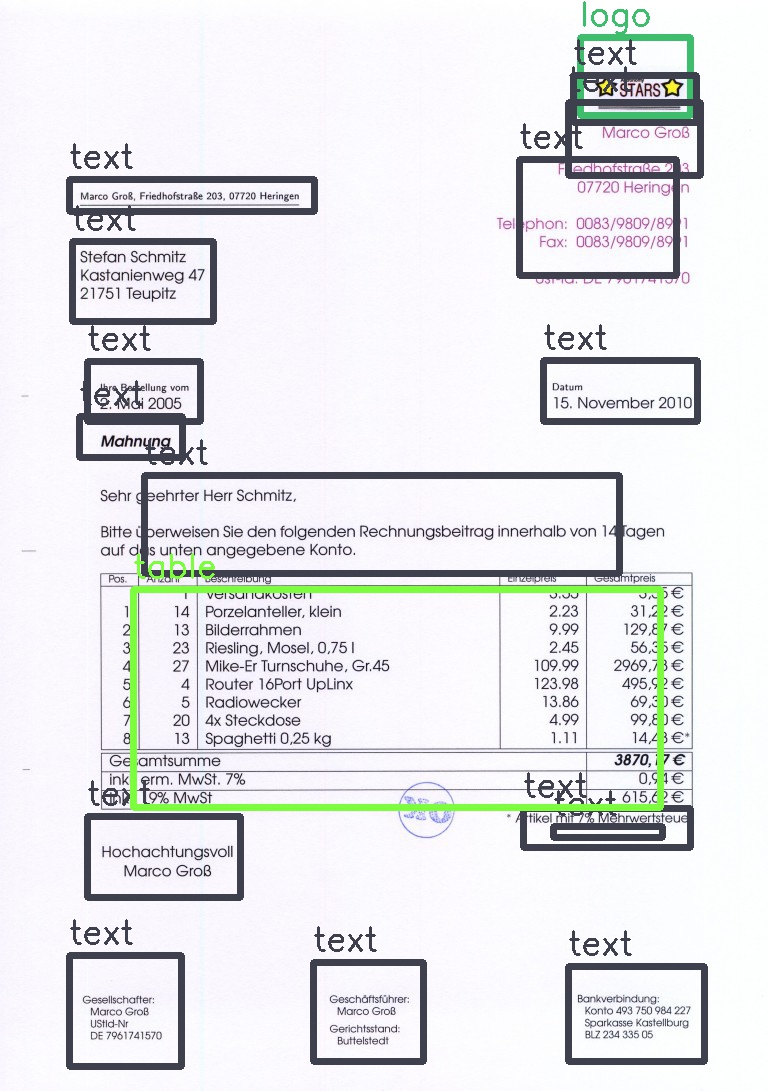 logo
text
text
STARS
Marco Groß
text
Friedhofstraße 203
07720 Heringen
Telephon: 0083/9809/8991
Fax: 0083/9809/8991
UStId: DE 7961741570
text
Marco Groß, Friedhofstraße 203, 07720 Heringen
text
Stefan Schmitz
Kastanienweg 47
21751 Teupitz
text
Ihre Bestellung vom
2. Mai 2005
text
Datum
15. November 2010
text
Mahnung
text
Sehr geehrter Herr Schmitz,
Bitte überweisen Sie den folgenden Rechnungsbeitrag innerhalb von 14 Tagen
auf das unten angegebene Konto.
table
Pos. Anzahl Beschreibung Einzelpreis Gesamtpreis
1 Versandkosten 3,35 €
1 14 Porzelanteller, klein 2.23 31,22 €
2 13 Bilderrahmen 9.99 129,87 €
3 23 Riesling, Mosel, 0,75 l 2.45 56,35 €
4 27 Mike-Er Turnschuhe, Gr.45 109.99 2969,73 €
5 4 Router 16Port UpLinx 123.98 495,92 €
6 5 Radiowecker 13.86 69,30 €
7 20 4x Steckdose 4.99 99,80 €
8 13 Spaghetti 0,25 kg 1.11 14,43 €*
Gesamtsumme 3870,17 €
inkl. erm. MwSt. 7% 0,94 €
inkl. 19% MwSt 615,62 €
text
text
* Artikel mit 7% Mehrwertsteuer
text
Hochachtungsvoll
Marco Groß
text
Gesellschafter:
Marco Groß
UStId-Nr
DE 7961741570
text
Geschäftsführer:
Marco Groß
Gerichtsstand:
Buttelstedt
text
Bankverbindung:
Konto 493 750 984 227
Sparkasse Kastellburg
BLZ 234 335 05